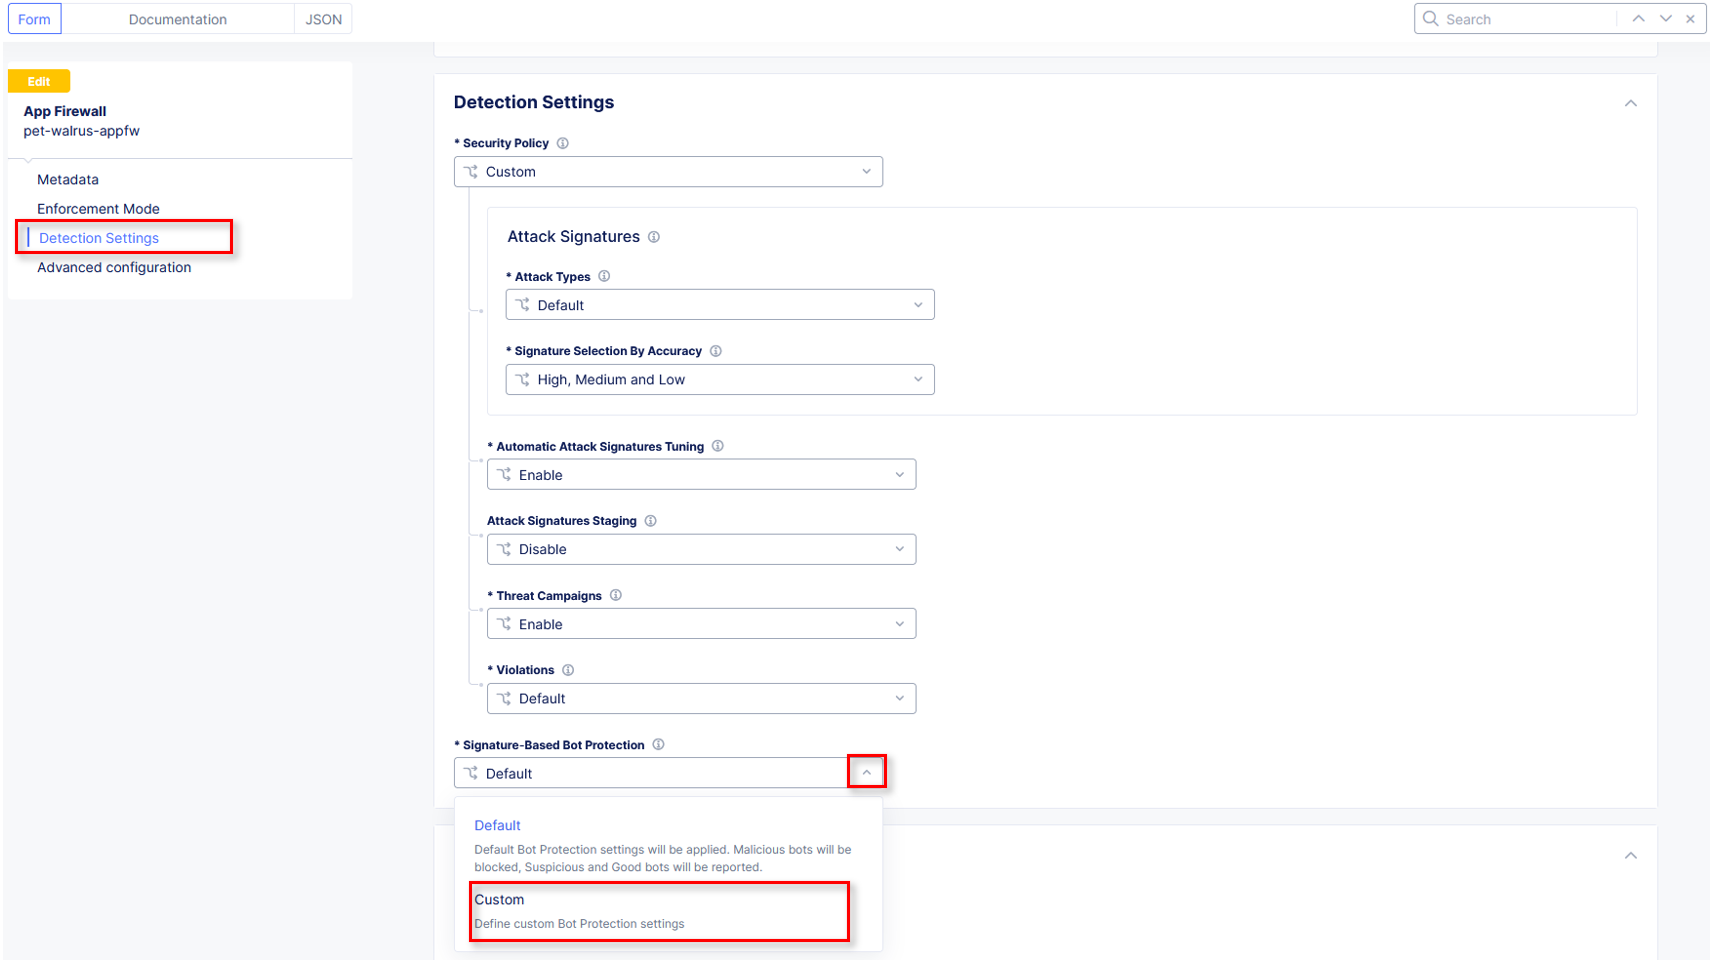 Form
Documentation
JSON
Search
Edit
App Firewall
pet-walrus-appfw
Metadata
Enforcement Mode
Detection Settings
Advanced configuration
Detection Settings
* Security Policy
Custom
Attack Signatures
* Attack Types
Default
* Signature Selection By Accuracy
High, Medium and Low
* Automatic Attack Signatures Tuning
Enable
Attack Signatures Staging
Disable
* Threat Campaigns
Enable
* Violations
Default
* Signature-Based Bot Protection
Default
Default
Default Bot Protection settings will be applied. Malicious bots will be
blocked, Suspicious and Good bots will be reported.
Custom
Define custom Bot Protection settings